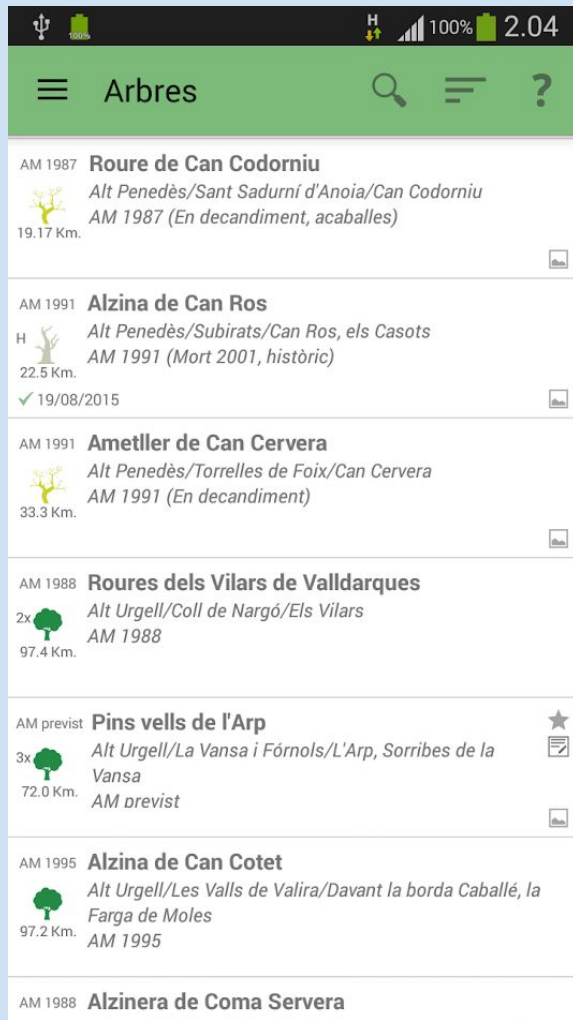 100% H 100% 2.04
Arbres ?
AM 1987 Roure de Can Codorniu
Alt Penedès/Sant Sadurní d'Anoia/Can Codorniu
AM 1987 (En decandiment, acaballes)
19.17 Km.
AM 1991 Alzina de Can Ros
Alt Penedès/Subirats/Can Ros, els Casots
H AM 1991 (Mort 2001, històric)
22.5 Km.
19/08/2015
AM 1991 Ametller de Can Cervera
Alt Penedès/Torrelles de Foix/Can Cervera
AM 1991 (En decandiment)
33.3 Km.
AM 1988 Roures dels Vilars de Valldarques
2x Alt Urgell/Coll de Nargó/Els Vilars
AM 1988
97.4 Km.
AM previst Pins vells de l'Arp
3x Alt Urgell/La Vansa i Fórnols/L'Arp, Sorribes de la
Vansa
72.0 Km.
AM previst
AM 1995 Alzina de Can Cotet
Alt Urgell/Les Valls de Valira/Davant la borda Caballé, la
Farga de Moles
97.2 Km.
AM 1995
AM 1988 Alzinera de Coma Servera